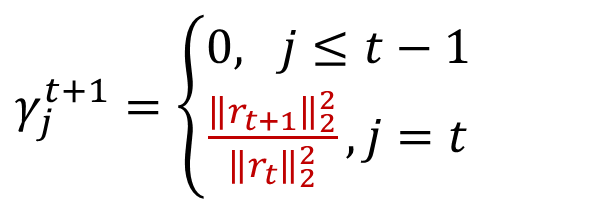 γ_j^{t+1} = { 0, j ≤ t − 1
‖r_{t+1}‖_2^2 / ‖r_t‖_2^2 , j = t